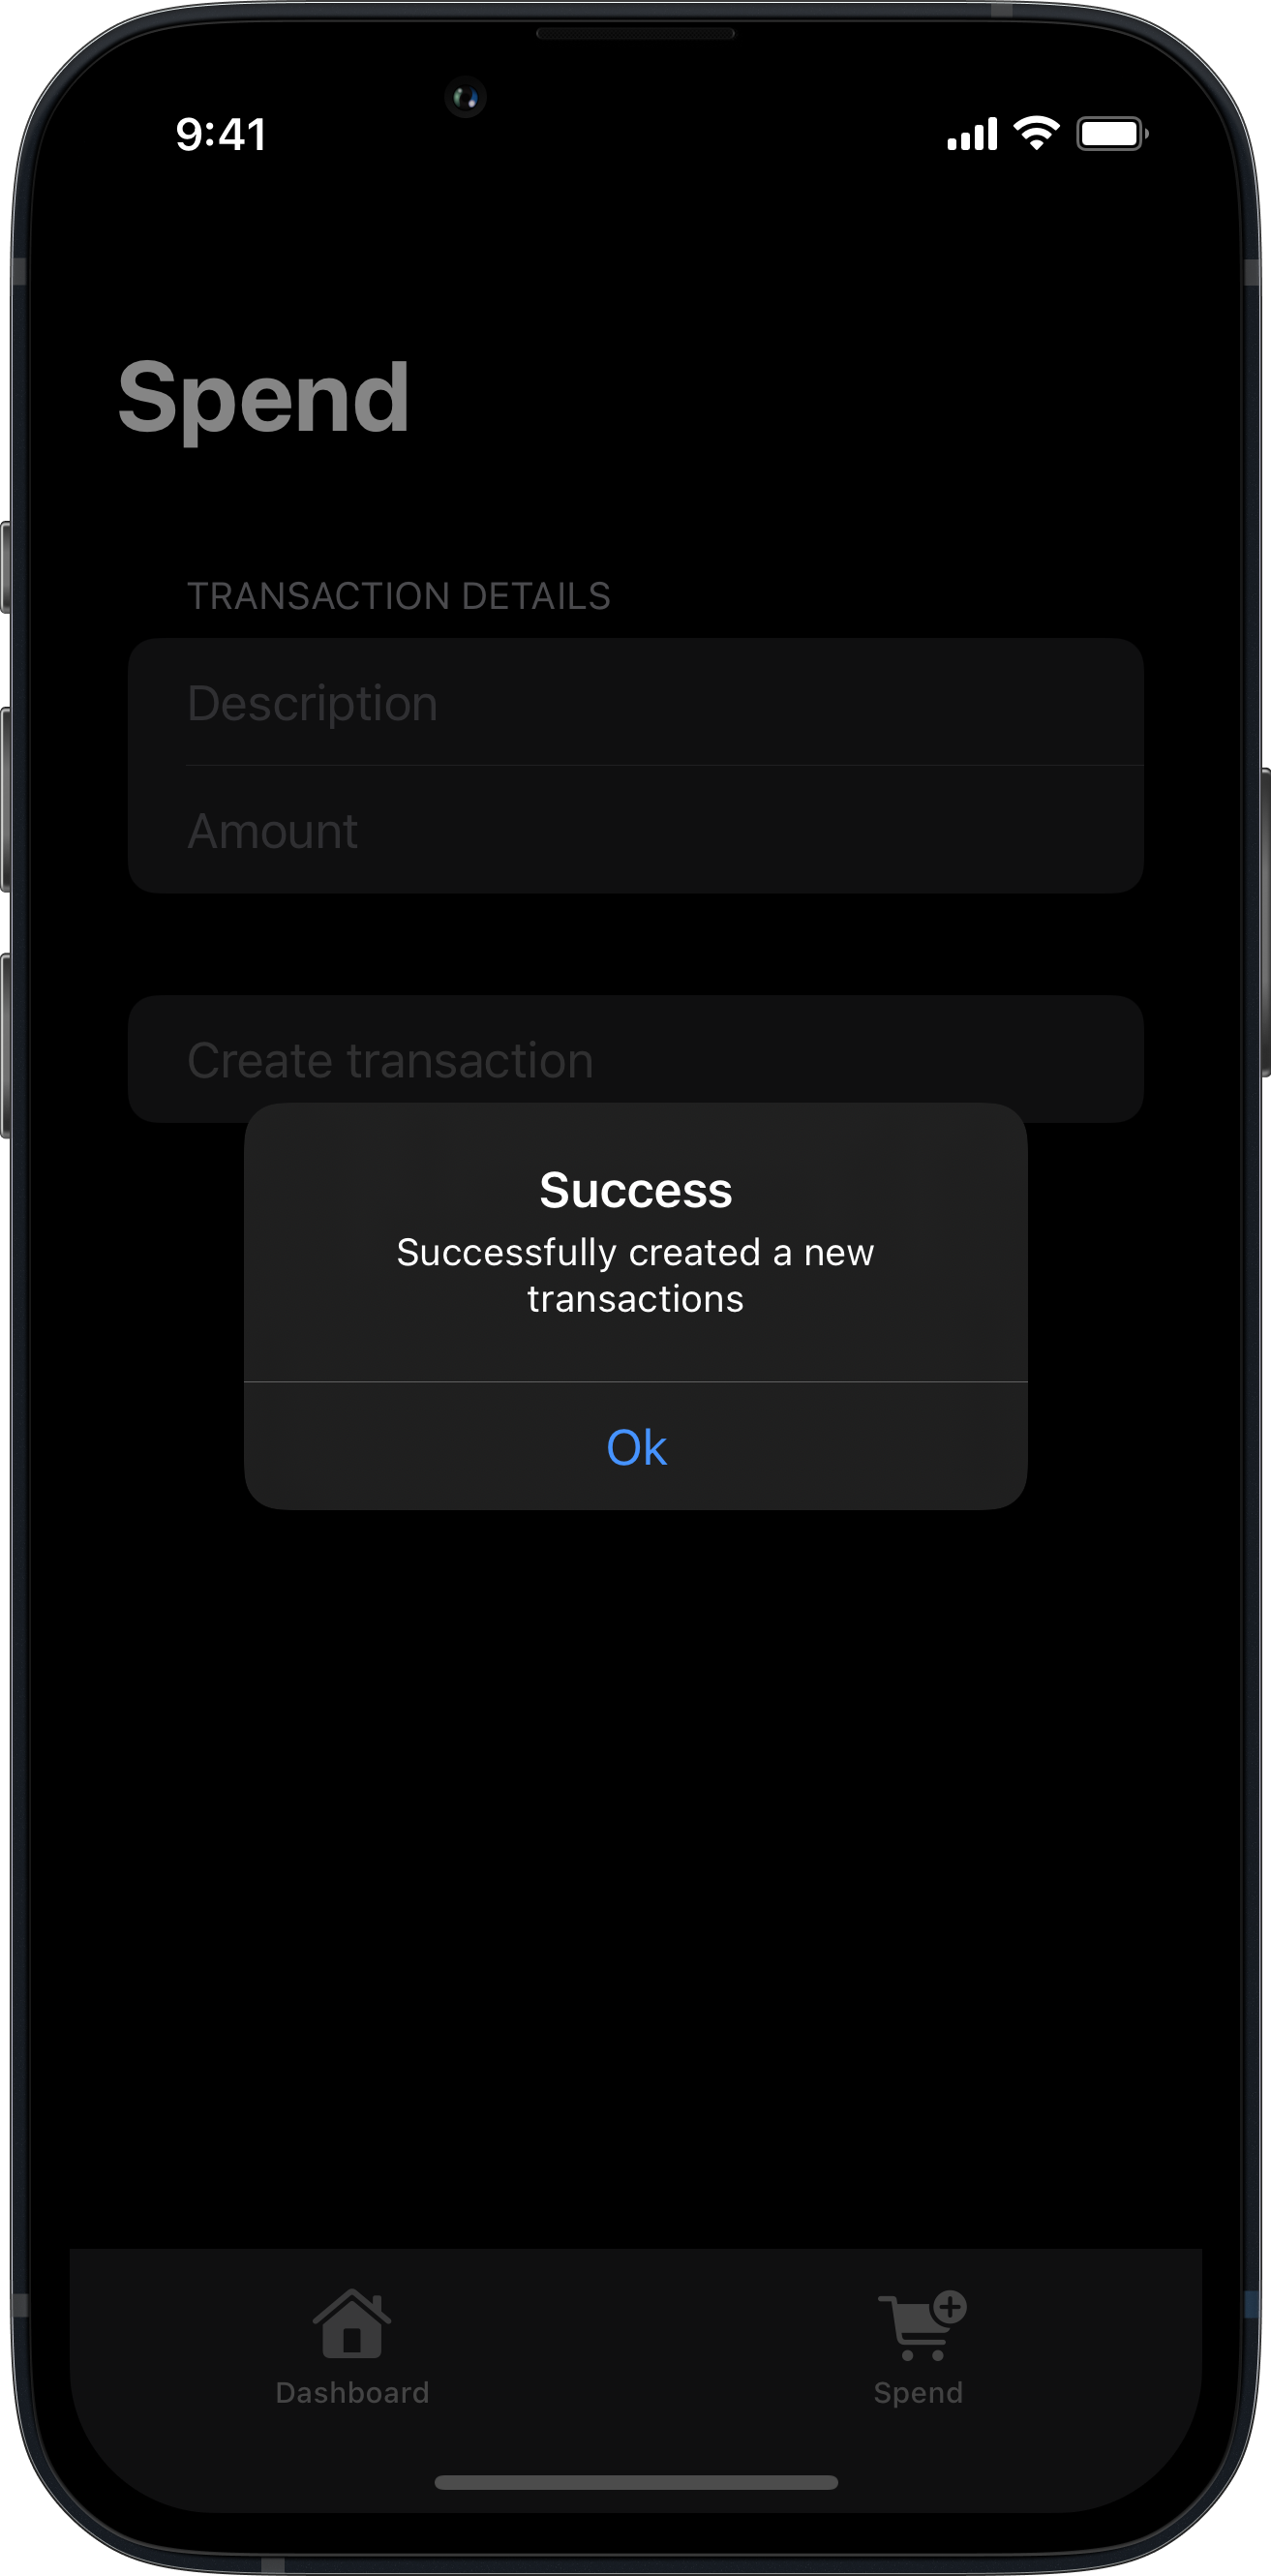 9:41
Spend
TRANSACTION DETAILS
Description
Amount
Create transaction
Success
Successfully created a new
transactions
Ok
Dashboard
Spend